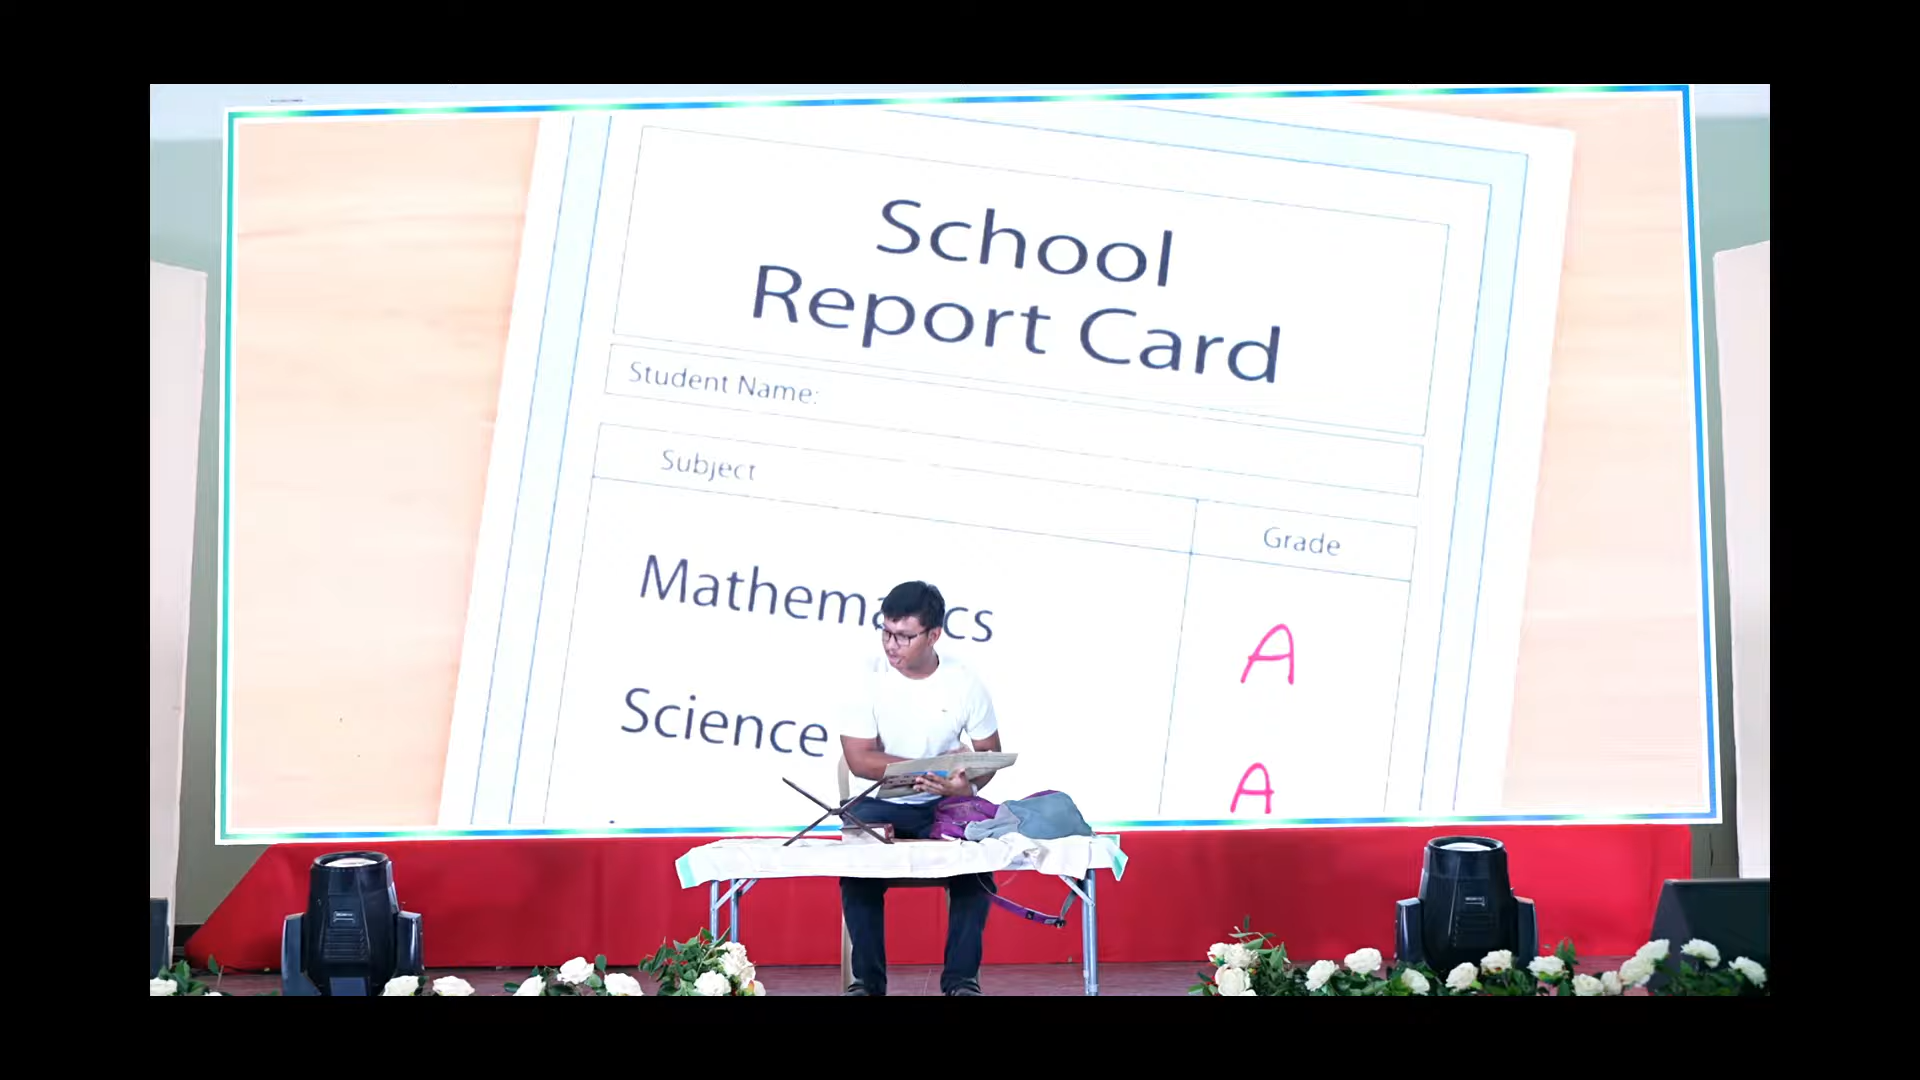 School
Report Card
Student Name:
Subject
Grade
Mathematics
A
Science
A